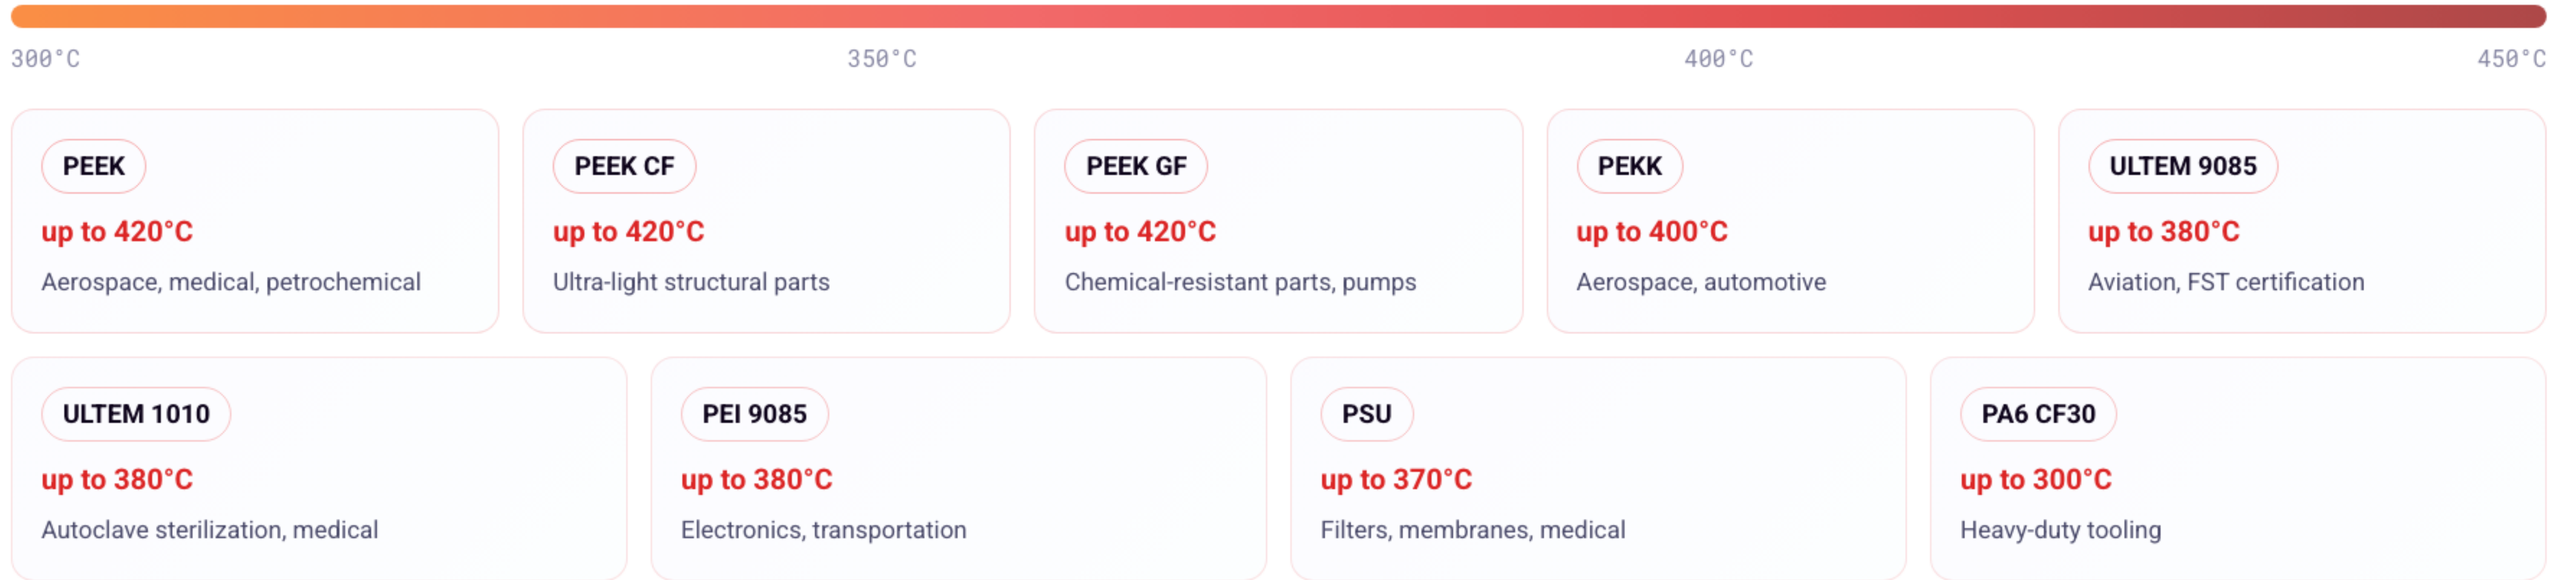 300°C 350°C 400°C 450°C
PEEK
up to 420°C
Aerospace, medical, petrochemical
PEEK CF
up to 420°C
Ultra-light structural parts
PEEK GF
up to 420°C
Chemical-resistant parts, pumps
PEKK
up to 400°C
Aerospace, automotive
ULTEM 9085
up to 380°C
Aviation, FST certification
ULTEM 1010
up to 380°C
Autoclave sterilization, medical
PEI 9085
up to 380°C
Electronics, transportation
PSU
up to 370°C
Filters, membranes, medical
PA6 CF30
up to 300°C
Heavy-duty tooling